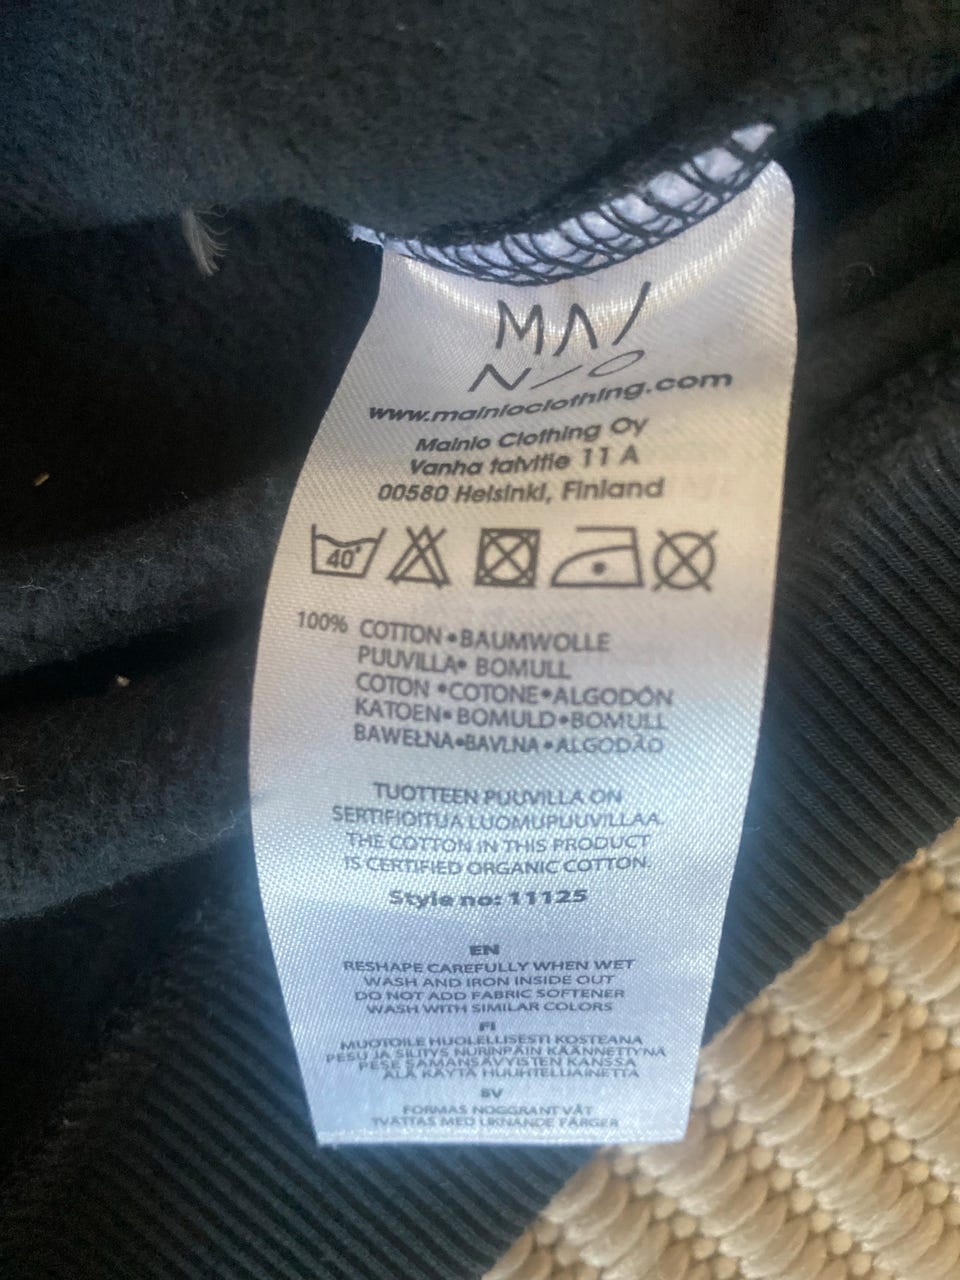 MAI
NIO
www.mainioclothing.com
Mainio Clothing Oy
Vanha talvitie 11 A
00580 Helsinki, Finland
40°
100% COTTON•BAUMWOLLE
PUUVILLA• BOMULL
COTON •COTONE•ALGODÓN
KATOEN•BOMULD•BOMULL
BAWEŁNA•BAVLNA•ALGODÃO
TUOTTEEN PUUVILLA ON
SERTIFIOITUA LUOMUPUUVILLAA.
THE COTTON IN THIS PRODUCT
IS CERTIFIED ORGANIC COTTON.
Style no: 11125
EN
RESHAPE CAREFULLY WHEN WET
WASH AND IRON INSIDE OUT
DO NOT ADD FABRIC SOFTENER
WASH WITH SIMILAR COLORS
FI
MUOTOILE HUOLELLISESTI KOSTEANA
PESU JA SILITYS NURINPÄIN KÄÄNNETTYNÄ
PESE SAMANSÄVYISTEN KANSSA
ÄLÄ KÄYTÄ HUUHTELUAINETTA
SV
FORMAS NOGGRANT VÅT
TVÄTTAS MED LIKNANDE FÄRGER